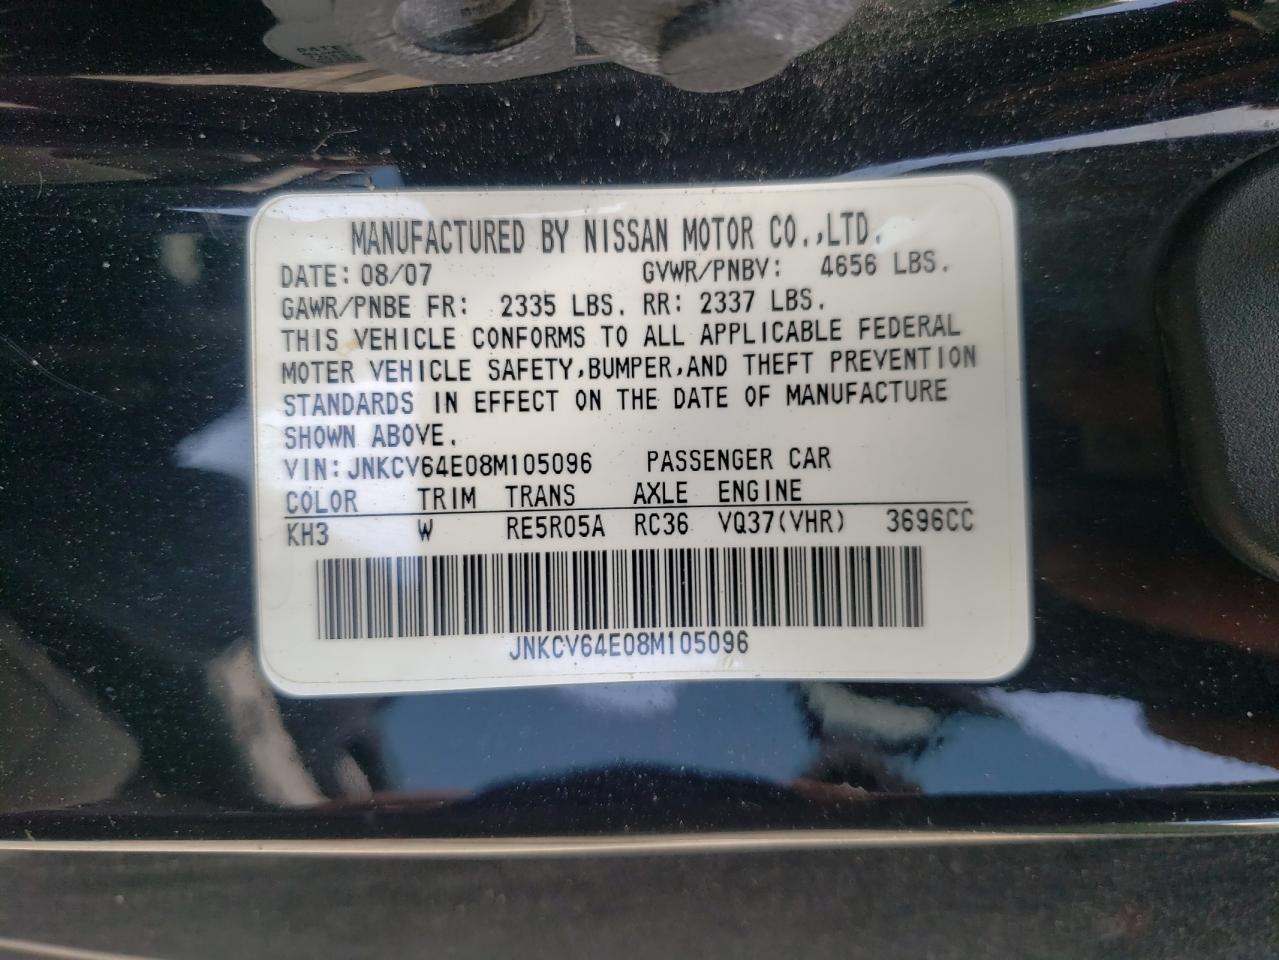 DATE
MANUFACTURED BY NISSAN MOTOR CO.,LTD.
DATE: 08/07 GVWR/PNBV: 4656 LBS.
GAWR/PNBE FR: 2335 LBS. RR: 2337 LBS.
THIS VEHICLE CONFORMS TO ALL APPLICABLE FEDERAL
MOTER VEHICLE SAFETY,BUMPER,AND THEFT PREVENTION
STANDARDS IN EFFECT ON THE DATE OF MANUFACTURE
SHOWN ABOVE.
VIN: JNKCV64E08M105096 PASSENGER CAR
COLOR TRIM TRANS AXLE ENGINE
KH3 W RE5R05A RC36 VQ37(VHR) 3696CC
JNKCV64E08M105096